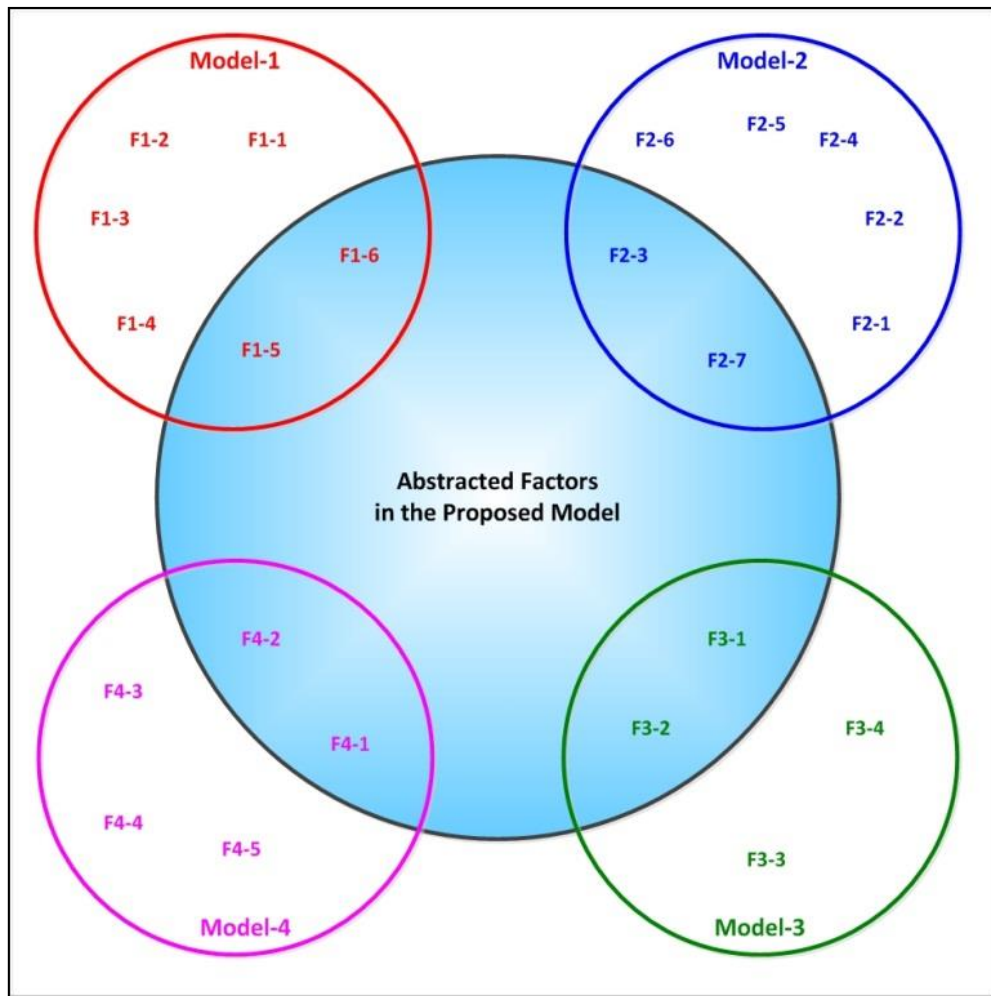 Model-1
F1-2
F1-1
F1-3
F1-6
F1-4
F1-5
Model-2
F2-5
F2-6
F2-4
F2-2
F2-3
F2-1
F2-7
Abstracted Factors
in the Proposed Model
F4-2
F4-3
F4-1
F4-4
F4-5
Model-4
F3-1
F3-2
F3-4
F3-3
Model-3